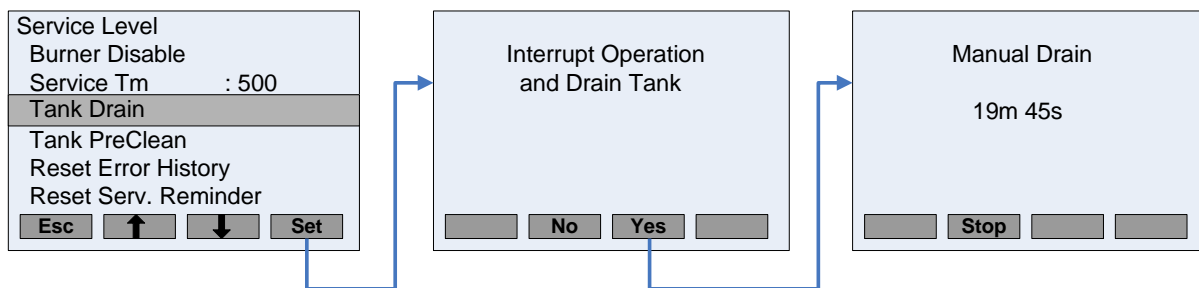 Service Level
Burner Disable
Service Tm : 500
Tank Drain
Tank PreClean
Reset Error History
Reset Serv. Reminder
Esc ↑ ↓ Set
Interrupt Operation
and Drain Tank
No Yes
Manual Drain
19m 45s
Stop